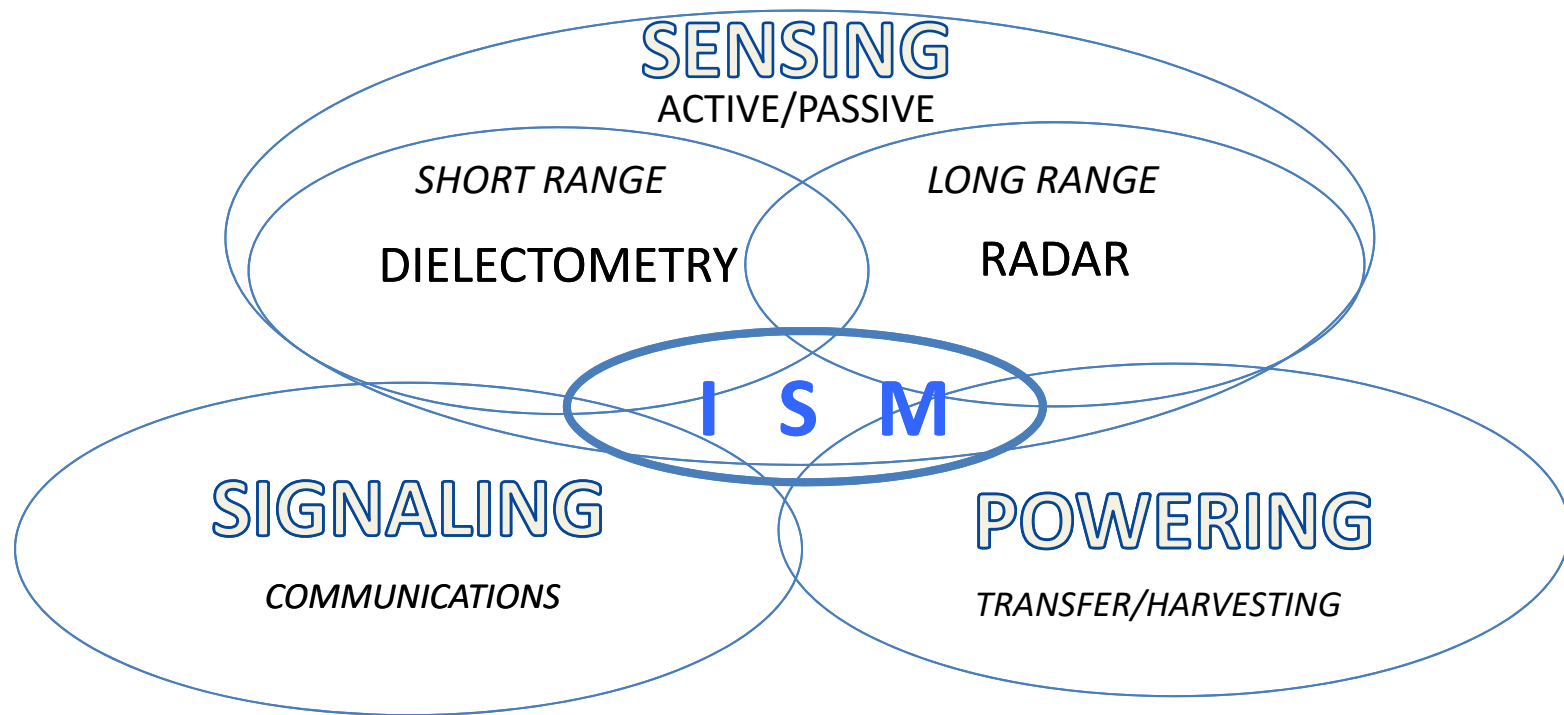 SENSING
ACTIVE/PASSIVE
SHORT RANGE
LONG RANGE
DIELECTOMETRY
RADAR
I S M
SIGNALING
POWERING
COMMUNICATIONS
TRANSFER/HARVESTING